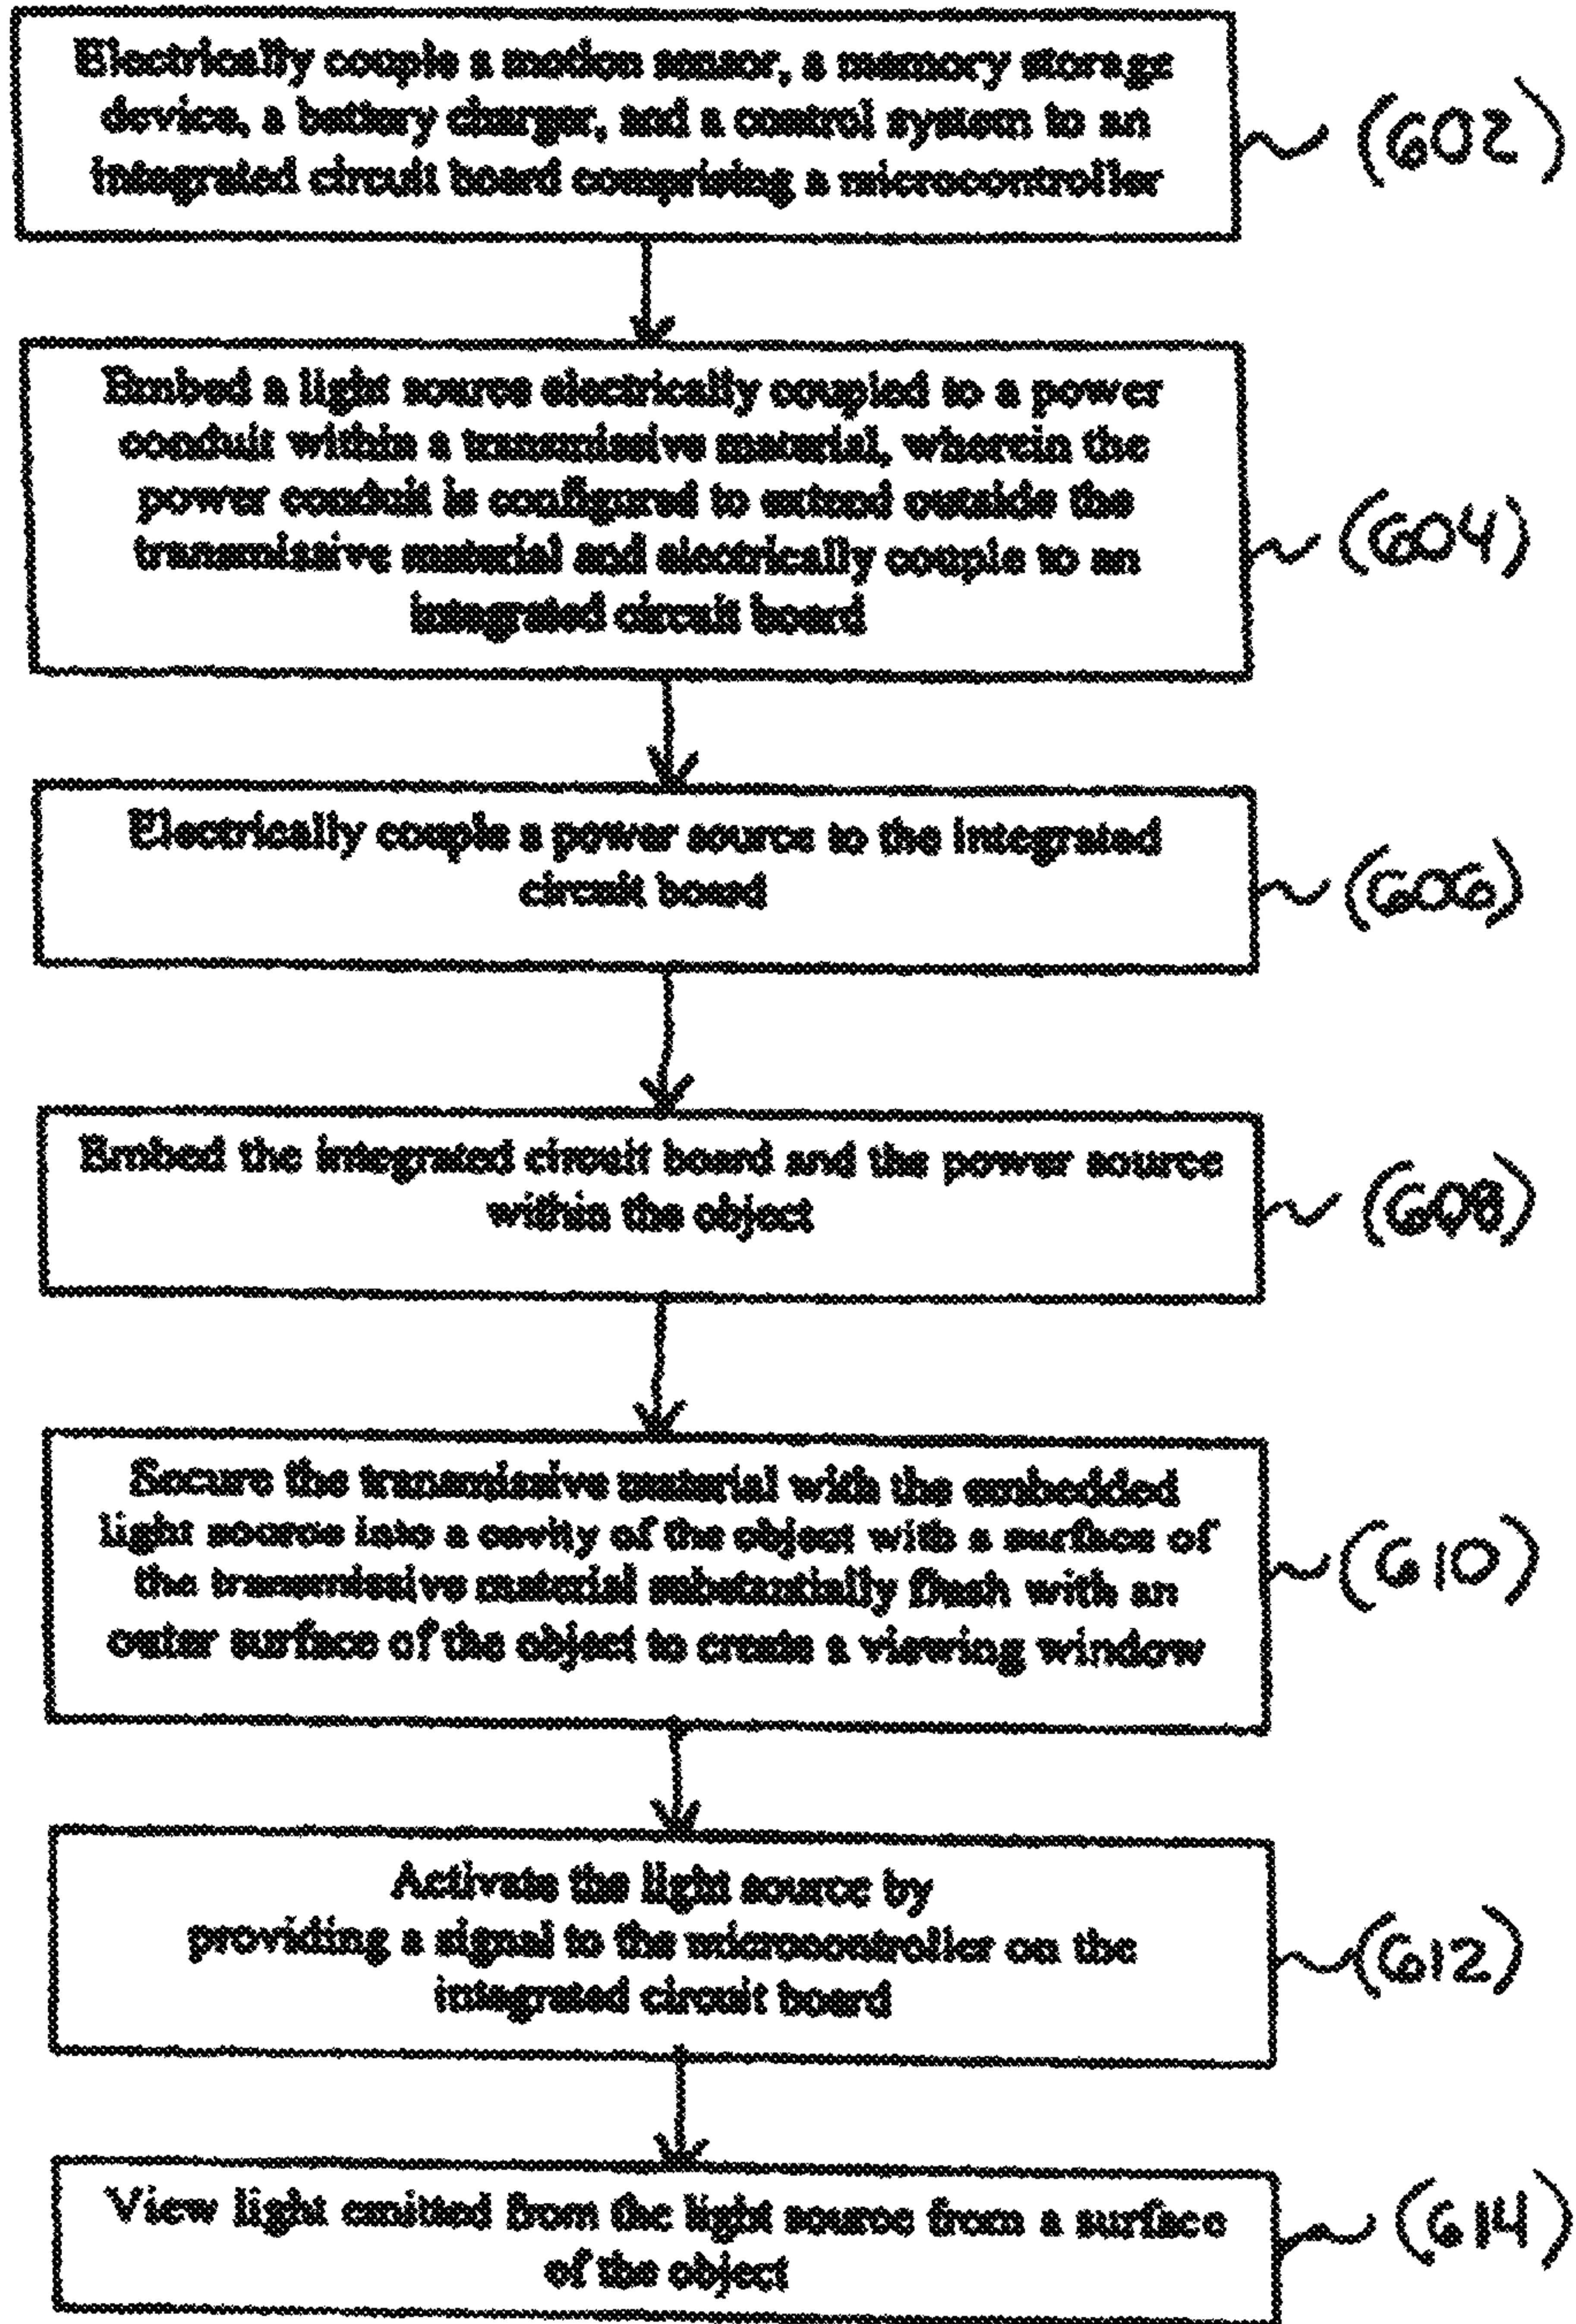 Electrically couple a motion sensor, a memory storage
device, a battery charger, and a control system to an
integrated circuit board comprising a microcontroller
(602)
Embed a light source electrically coupled to a power
conduit within a transmissive material, wherein the
power conduit is configured to extend outside the
transmissive material and electrically couple to an
integrated circuit board
(604)
Electrically couple a power source to the integrated
circuit board
(606)
Embed the integrated circuit board and the power source
within the object
(608)
Secure the transmissive material with the embedded
light source into a cavity of the object with a surface of
the transmissive material substantially flush with an
outer surface of the object to create a viewing window
(610)
Activate the light source by
providing a signal to the microcontroller on the
integrated circuit board
(612)
View light emitted from the light source from a surface
of the object
(614)